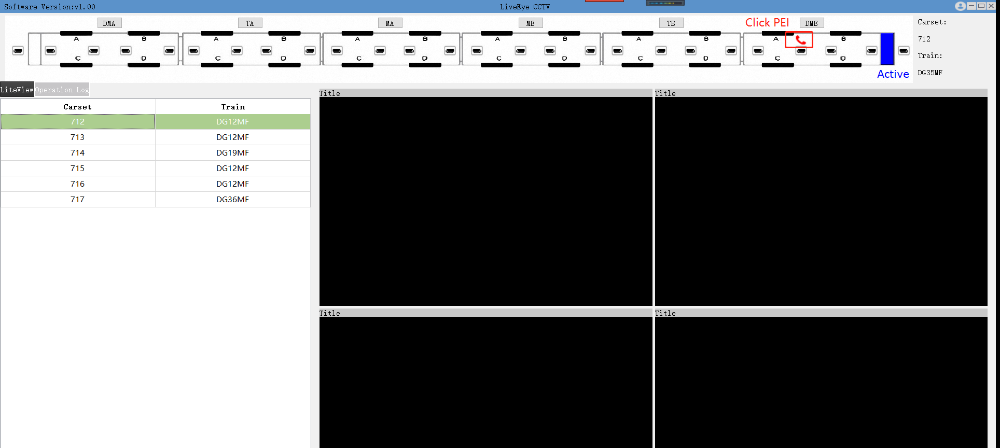 Software Version:v1.00
LiveEye CCTV
DMA
TA
MA
MB
TB
Click PEI
DMB
Carset:
A B A B A B A B A B A B
712
C D C D C D C D C D C D
Train:
Active
DG35MF
LiteView
Operation Log
Title
Title
Carset Train
712 DG12MF
713 DG12MF
714 DG19MF
715 DG12MF
716 DG12MF
717 DG36MF
Title
Title